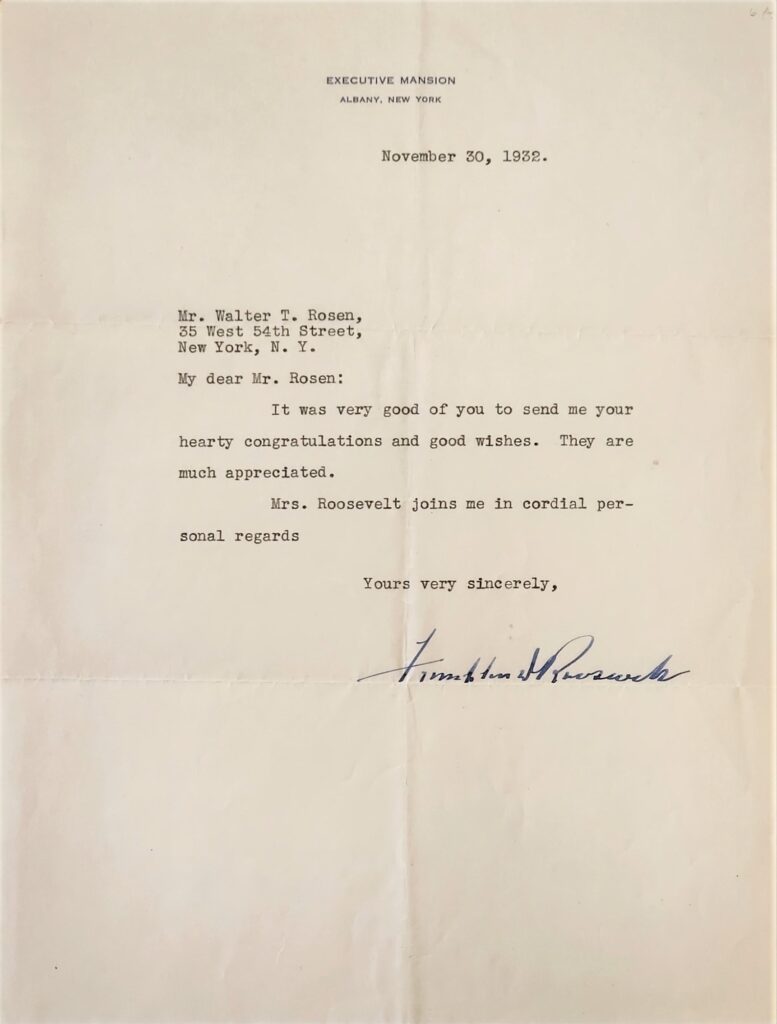 EXECUTIVE MANSION
ALBANY, NEW YORK
November 30, 1932.
Mr. Walter T. Rosen,
35 West 54th Street,
New York, N. Y.
My dear Mr. Rosen:
It was very good of you to send me your
hearty congratulations and good wishes. They are
much appreciated.
Mrs. Roosevelt joins me in cordial per-
sonal regards
Yours very sincerely,
Franklin D Roosevelt